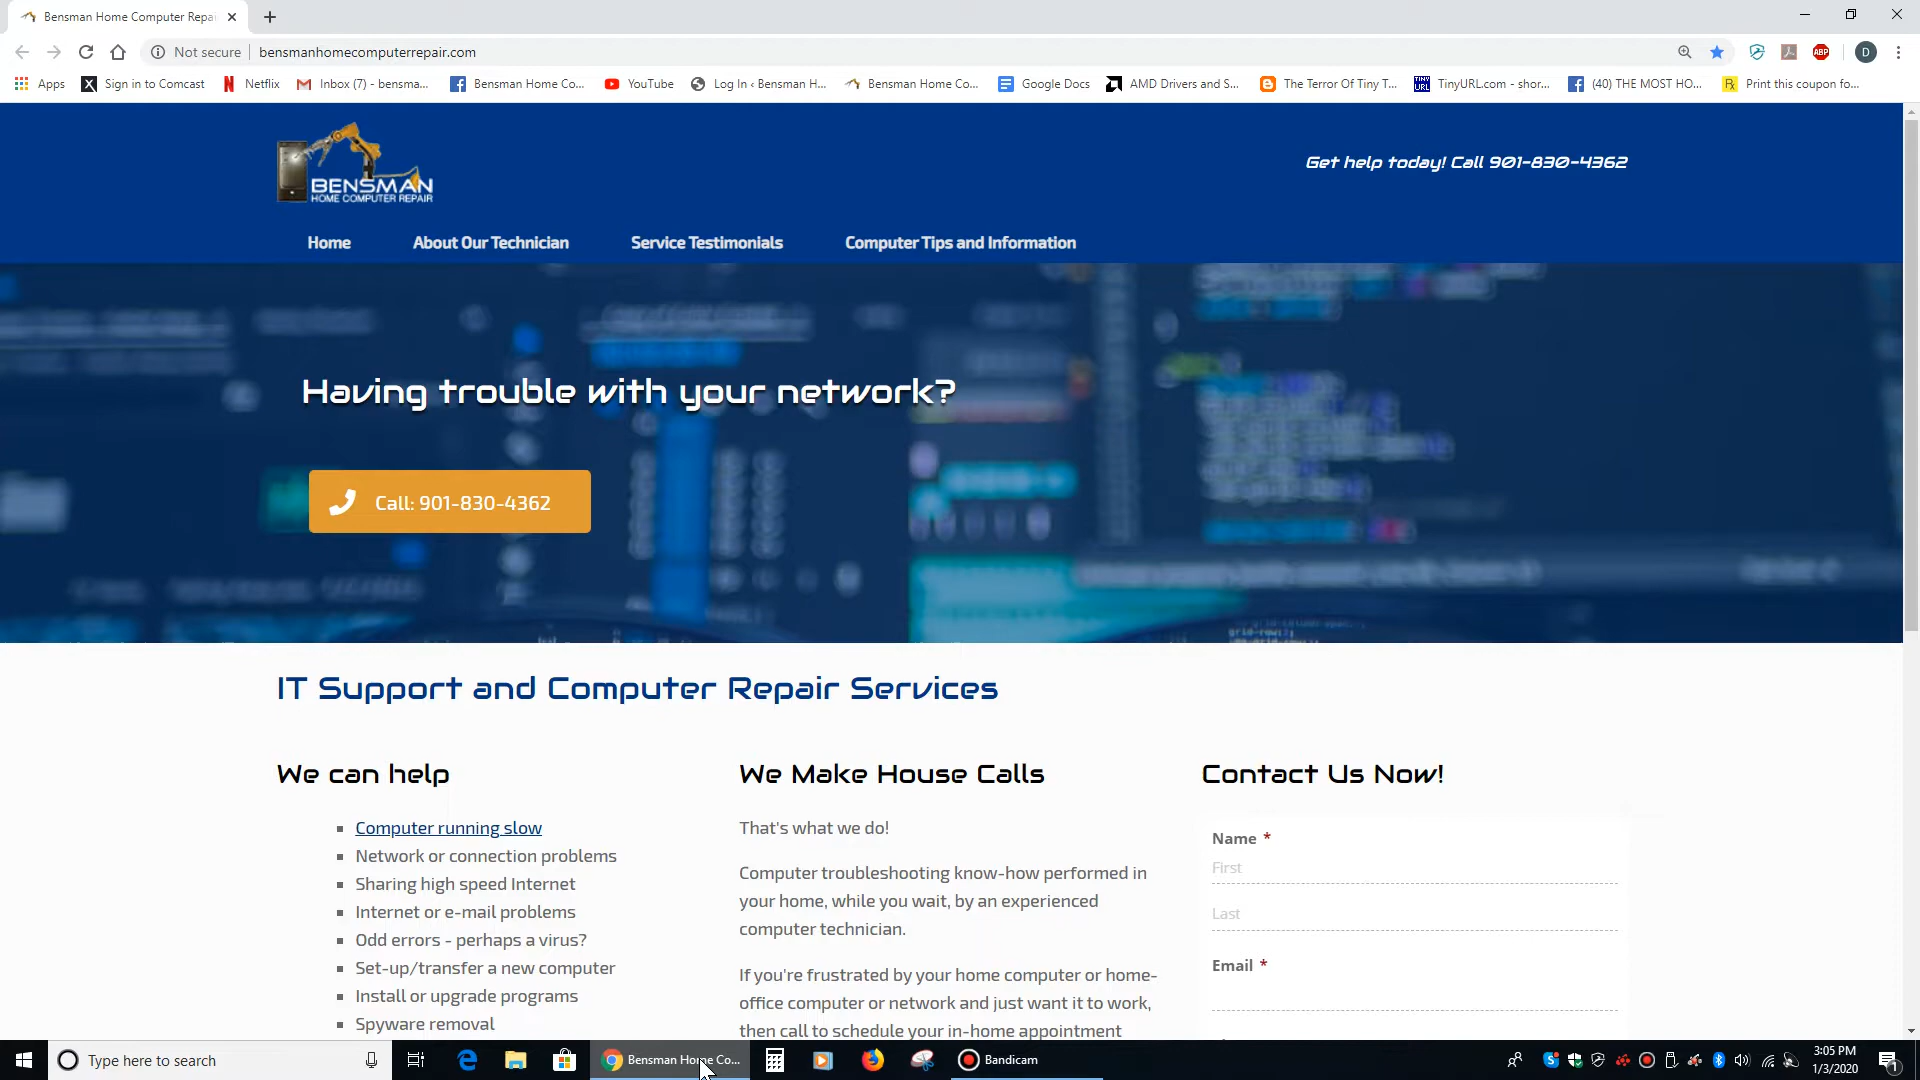 Bensman Home Computer Repai
Not secure
bensmanhomecomputerrepair.com
ABP
D
Apps
Sign in to Comcast
Netflix
Inbox (7) - bensma...
Bensman Home Co...
YouTube
Log In ‹ Bensman H...
Bensman Home Co...
Google Docs
AMD Drivers and S...
The Terror Of Tiny T...
TINY
URL
TinyURL.com - shor...
(40) THE MOST HO...
Print this coupon fo...
BENSMAN
HOME COMPUTER REPAIR
Get help today! Call 901-830-4362
Home
About Our Technician
Service Testimonials
Computer Tips and Information
Having trouble with your network?
Call: 901-830-4362
IT Support and Computer Repair Services
We can help
Computer running slow
Network or connection problems
Sharing high speed Internet
Internet or e-mail problems
Odd errors - perhaps a virus?
Set-up/transfer a new computer
Install or upgrade programs
Spyware removal
We Make House Calls
That's what we do!
Computer troubleshooting know-how performed in
your home, while you wait, by an experienced
computer technician.
If you're frustrated by your home computer or home-
office computer or network and just want it to work,
then call to schedule your in-home appointment
Contact Us Now!
Name *
First
Last
Email *
Type here to search
Bensman Home Co...
Bandicam
3:05 PM
1/3/2020
1